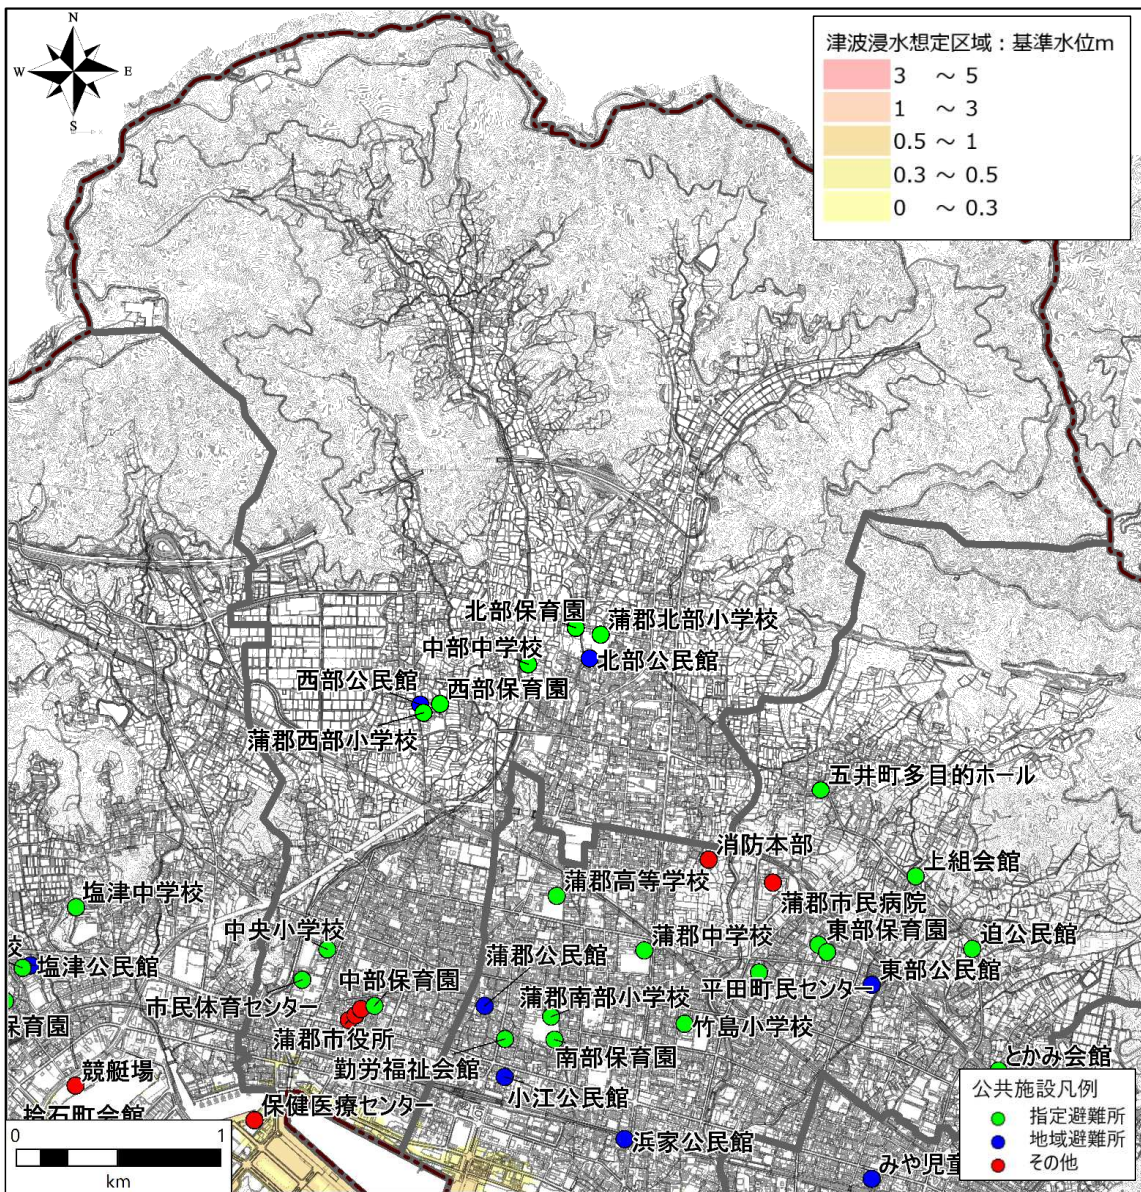 N
W
E
S
津波浸水想定区域：基準水位m
3 ～ 5
1 ～ 3
0.5 ～ 1
0.3 ～ 0.5
0 ～ 0.3
北部保育園
蒲郡北部小学校
中部中学校
北部公民館
西部公民館
西部保育園
蒲郡西部小学校
五井町多目的ホール
消防本部
上組会館
塩津中学校
蒲郡高等学校
蒲郡市民病院
中央小学校
蒲郡公民館
蒲郡中学校
東部保育園
迫公民館
校
塩津公民館
中部保育園
東部公民館
市民体育センター
蒲郡南部小学校
平田町民センター
保育園
蒲郡市役所
竹島小学校
勤労福祉会館
南部保育園
とかみ会館
競艇場
小江公民館
保健医療センター
拾石町会館
浜家公民館
みや児童
0 1
km
公共施設凡例
指定避難所
地域避難所
その他